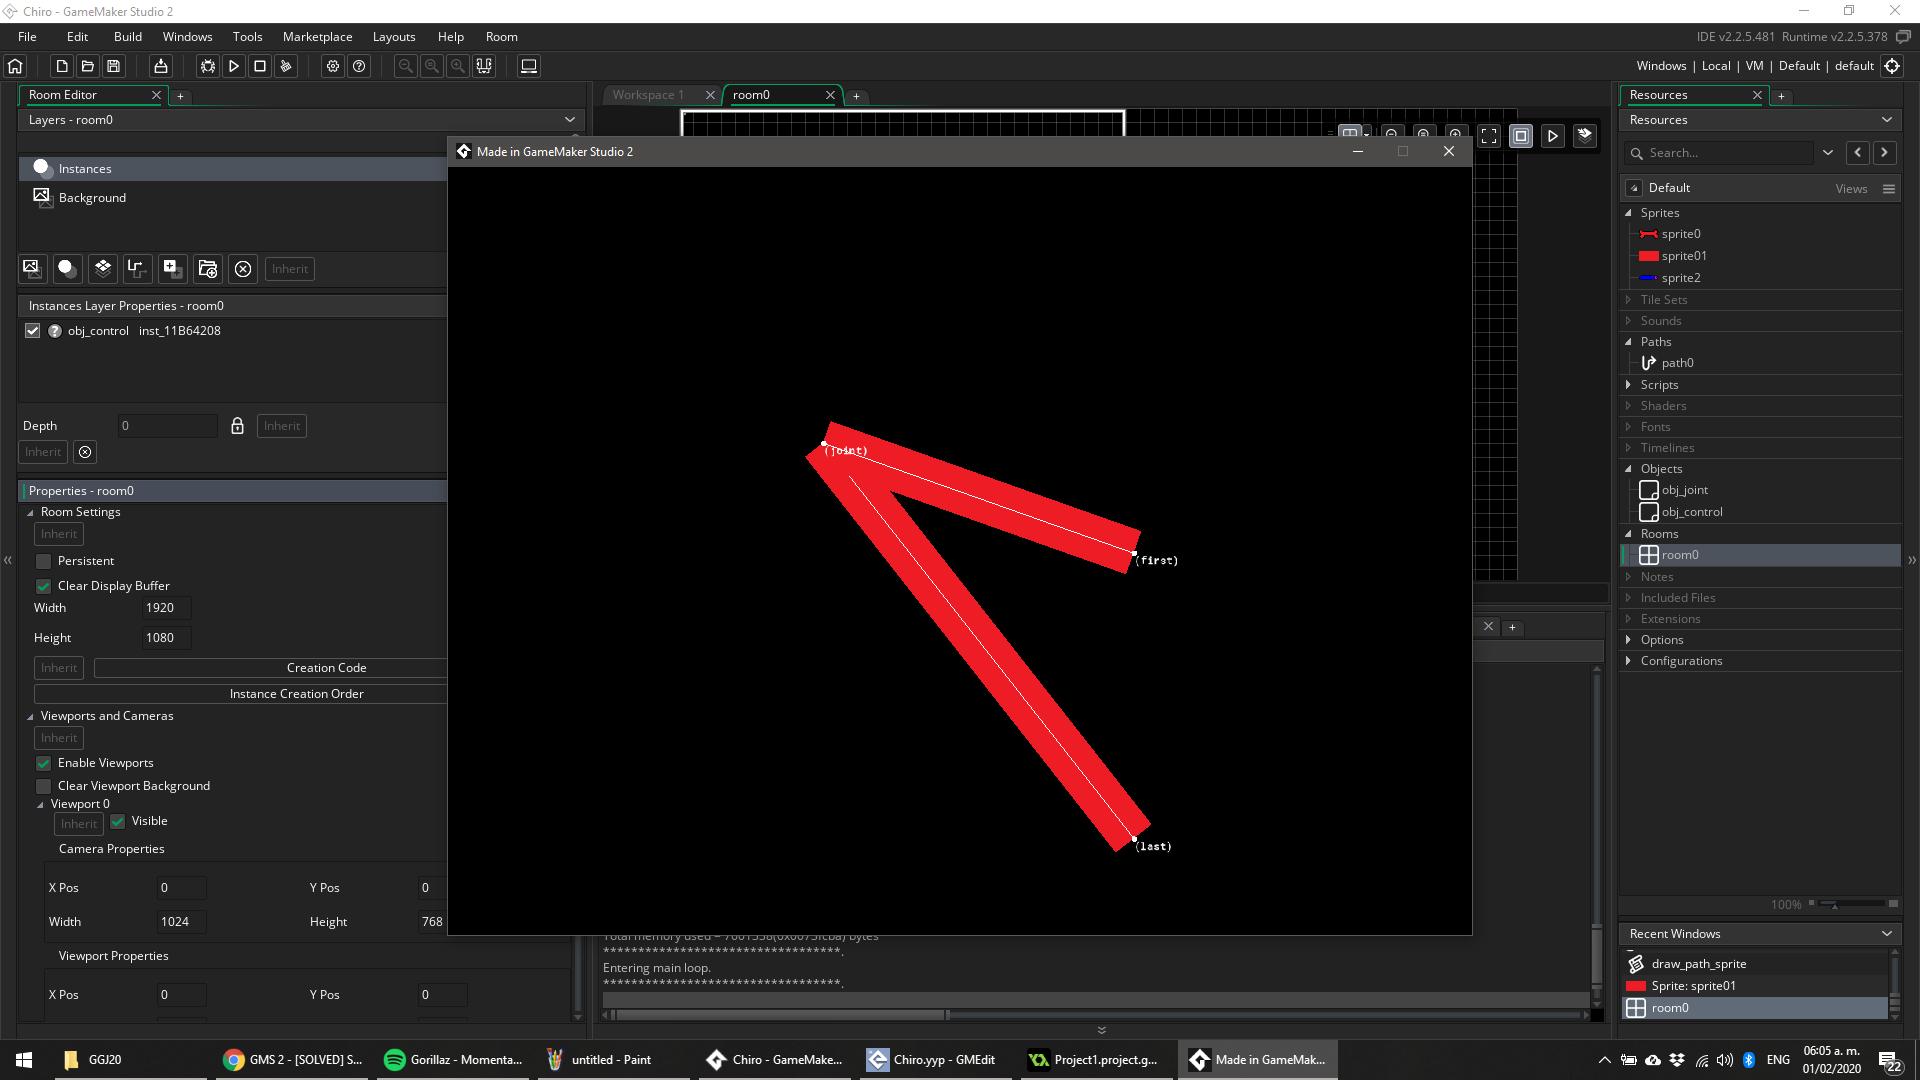 Chiro - GameMaker Studio 2
File Edit Build Windows Tools Marketplace Layouts Help Room
IDE v2.2.5.481 Runtime v2.2.5.378
Windows | Local | VM | Default | default
Room Editor
Layers - room0
Instances
Background
Inherit
Instances Layer Properties - room0
obj_control inst_11B64208
Depth 0 Inherit
Inherit
Properties - room0
Room Settings
Inherit
Persistent
Clear Display Buffer
Width 1920
Height 1080
Inherit Creation Code
Instance Creation Order
Viewports and Cameras
Inherit
Enable Viewports
Clear Viewport Background
Viewport 0
Inherit Visible
Camera Properties
X Pos 0 Y Pos 0
Width 1024 Height 768
Viewport Properties
X Pos 0 Y Pos 0
Workspace 1 room0
Made in GameMaker Studio 2
(joint)
(first)
(last)
Total memory used = 7601338(0x0073fcba) bytes
**********************************.
Entering main loop.
**********************************.
Resources
Resources
Search...
Default Views
Sprites
sprite0
sprite01
sprite2
Tile Sets
Sounds
Paths
path0
Scripts
Shaders
Fonts
Timelines
Objects
obj_joint
obj_control
Rooms
room0
Notes
Included Files
Extensions
Options
Configurations
100%
Recent Windows
draw_path_sprite
Sprite: sprite01
room0
GGJ20
GMS 2 - [SOLVED] S...
Gorillaz - Momenta...
untitled - Paint
Chiro - GameMake...
Chiro.yyp - GMEdit
Project1.project.g...
Made in GameMak...
ENG
06:05 a. m.
01/02/2020
22